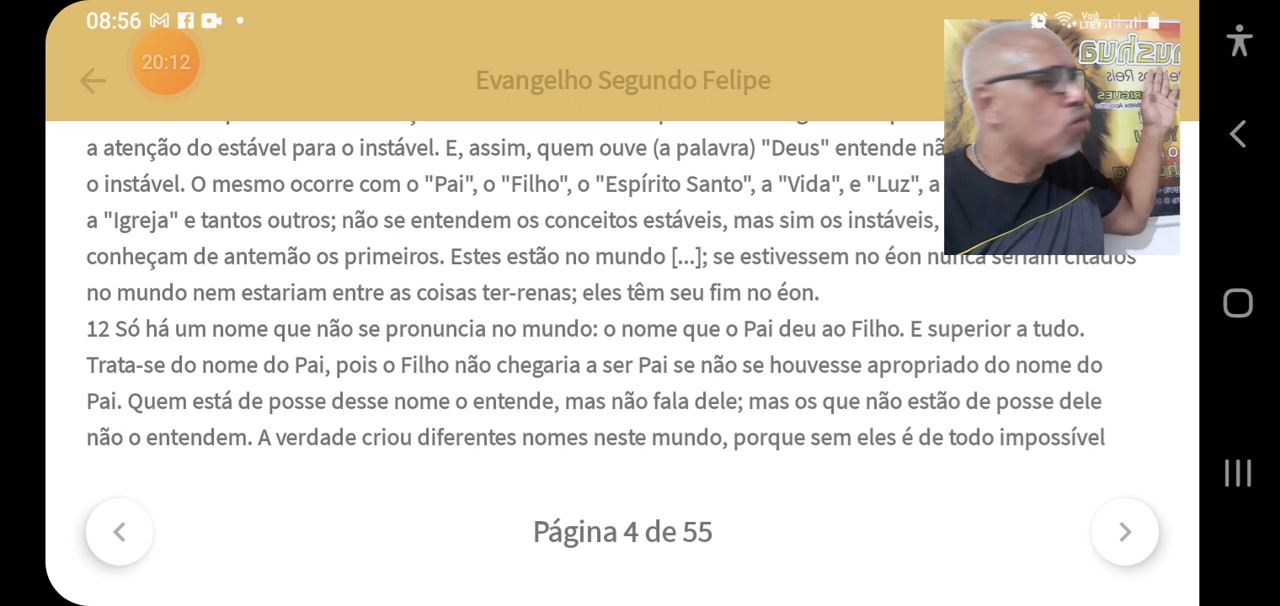 08:56
Voj)
LTE1
20:12
Evangelho Segundo Felipe
a atenção do estável para o instável. E, assim, quem ouve (a palavra) "Deus" entende
o instável. O mesmo ocorre com o "Pai", o "Filho", o "Espírito Santo", a "Vida", e "Luz", a
a "Igreja" e tantos outros; não se entendem os conceitos estáveis, mas sim os instáveis,
conheçam de antemão os primeiros. Estes estão no mundo [...]; se estivessem no éon nunca seriam citados
no mundo nem estariam entre as coisas ter-renas; eles têm seu fim no éon.
12 Só há um nome que não se pronuncia no mundo: o nome que o Pai deu ao Filho. E superior a tudo.
Trata-se do nome do Pai, pois o Filho não chegaria a ser Pai se não se houvesse apropriado do nome do
Pai. Quem está de posse desse nome o entende, mas não fala dele; mas os que não estão de posse dele
não o entendem. A verdade criou diferentes nomes neste mundo, porque sem eles é de todo impossível
Página 4 de 55